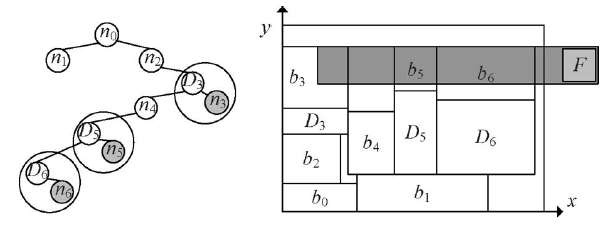 n₀
n₁ n₂
D₃
n₃
n₄
D₅
n₅
D₆
n₆
y
F
b₃ b₅ b₆
D₃ b₄ D₅ D₆
b₂
b₀ b₁
x